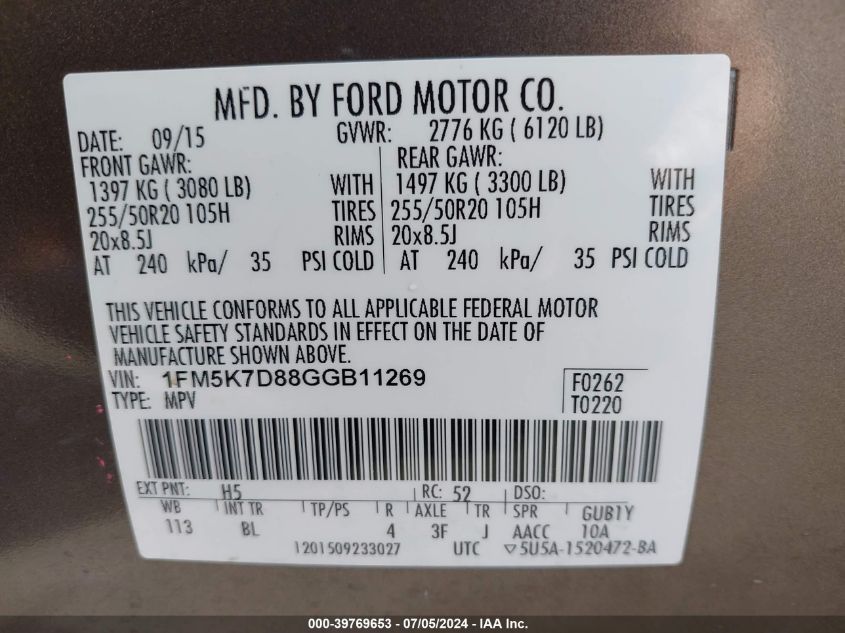 MFD. BY FORD MOTOR CO.
DATE: 09/15 GVWR: 2776 KG ( 6120 LB)
FRONT GAWR: REAR GAWR:
1397 KG ( 3080 LB) WITH 1497 KG ( 3300 LB) WITH
255/50R20 105H TIRES 255/50R20 105H TIRES
20x8.5J RIMS 20x8.5J RIMS
AT 240 kPa/ 35 PSI COLD AT 240 kPa/ 35 PSI COLD
THIS VEHICLE CONFORMS TO ALL APPLICABLE FEDERAL MOTOR
VEHICLE SAFETY STANDARDS IN EFFECT ON THE DATE OF
MANUFACTURE SHOWN ABOVE.
VIN: 1FM5K7D88GGB11269 F0262
TYPE: MPV T0220
EXT PNT: H5 RC: 52 DSO:
WB INT TR TP/PS R AXLE TR SPR GUB1Y
113 BL 4 3F J AACC 10A
1201509233027 UTC ▽5U5A-1520472-BA
000-39769653 - 07/05/2024 - IAA Inc.